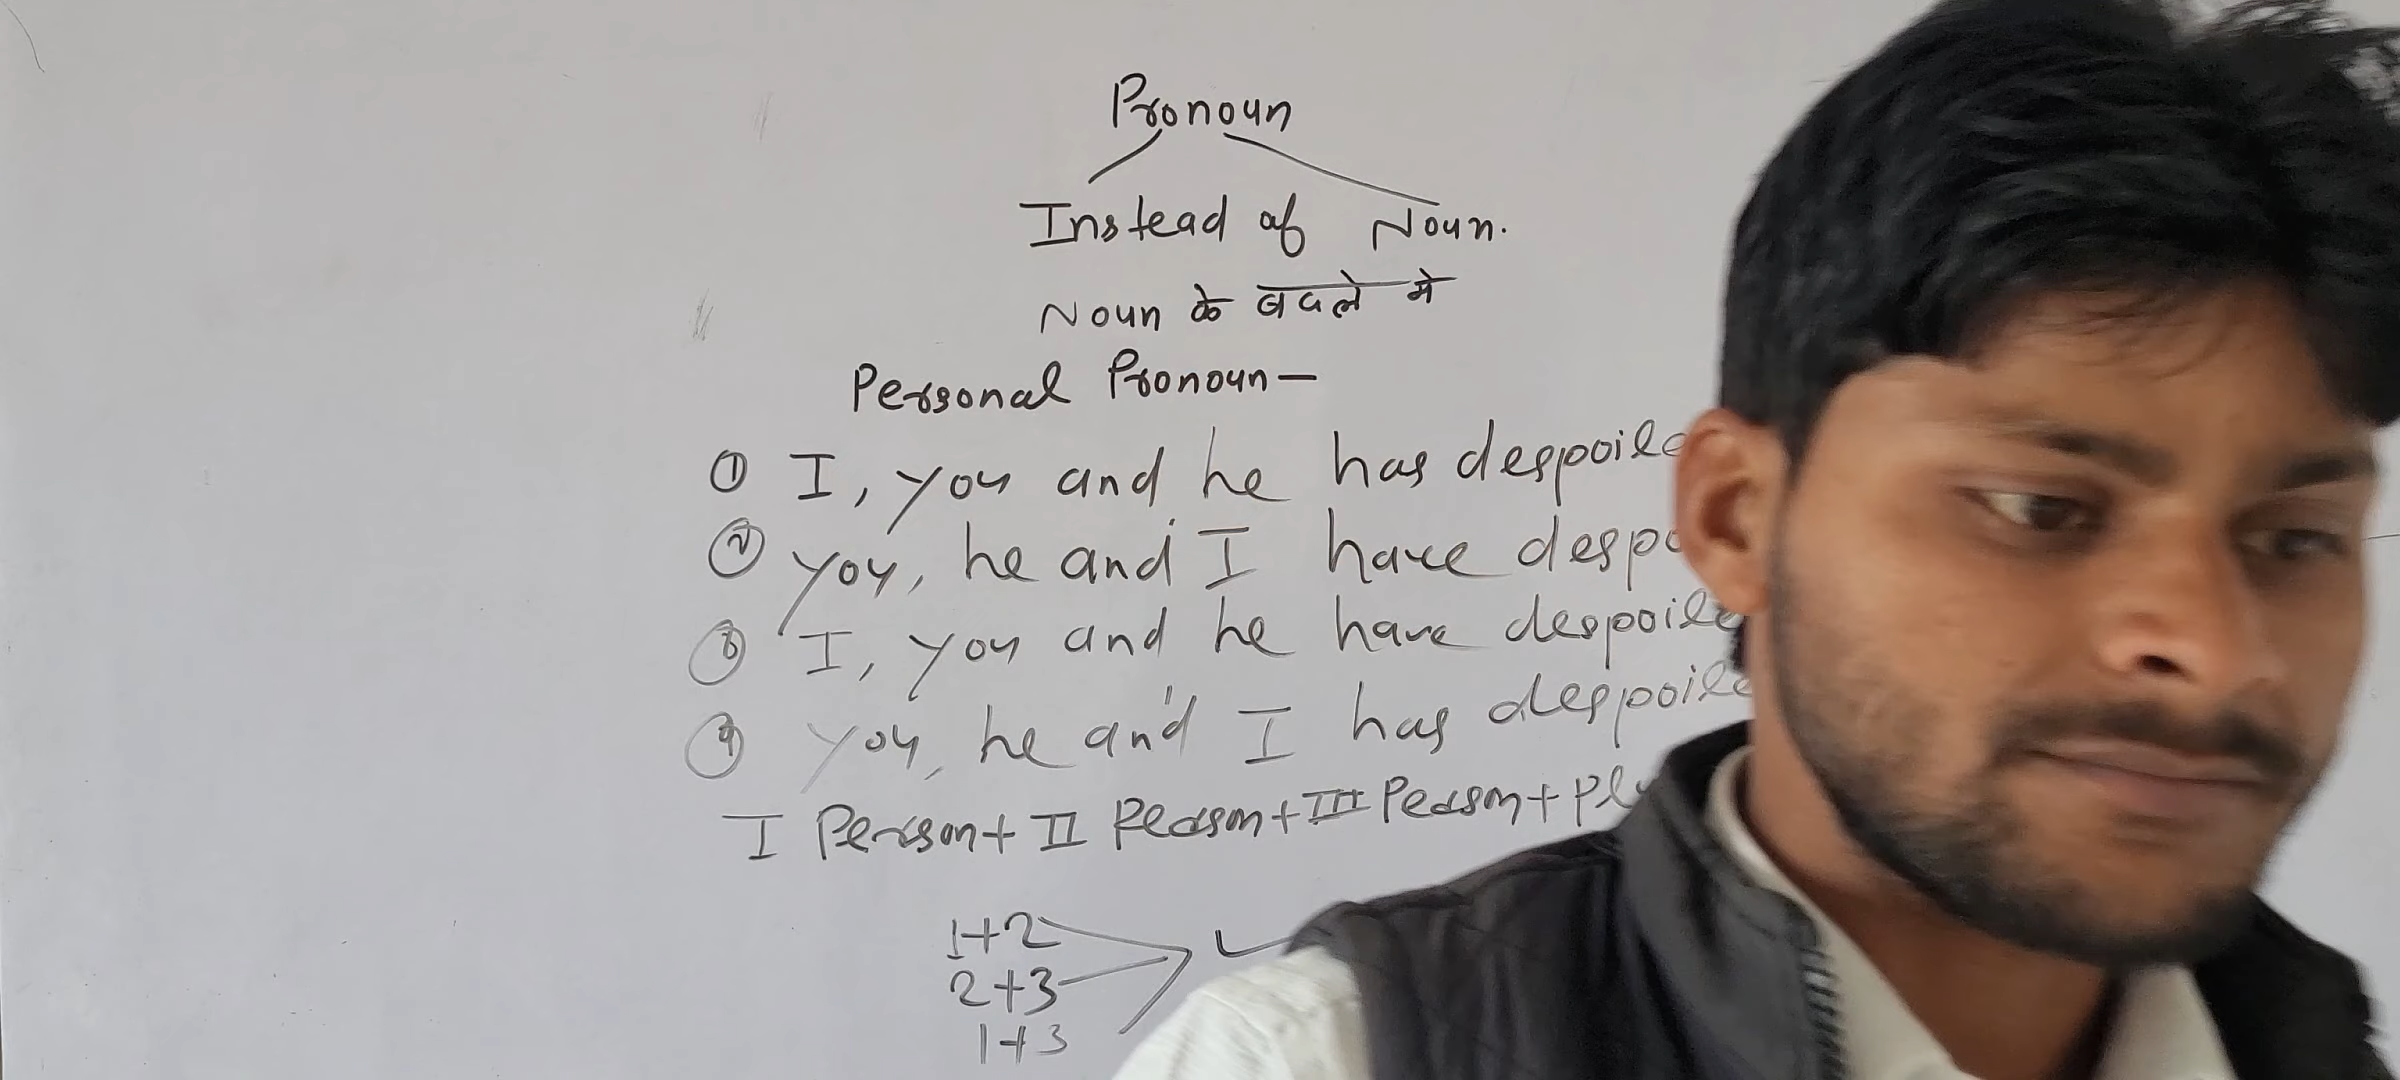 Pronoun
Instead of Noun.
Noun के बदले मे
Personal Pronoun—
① I, you and he has despoile
② you, he and I have despo
③ I, you and he have despoile
④ you, he and I has despoile
I Person + II Person + III Person + Pl
1+2
2+3
1+3